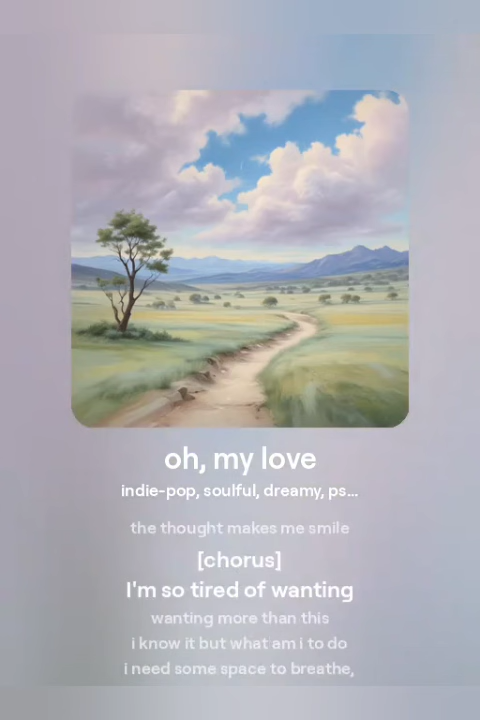 oh, my love
indie-pop, soulful, dreamy, ps...
the thought makes me smile
[chorus]
I'm so tired of wanting
wanting more than this
i know it but what am i to do
i need some space to breathe,